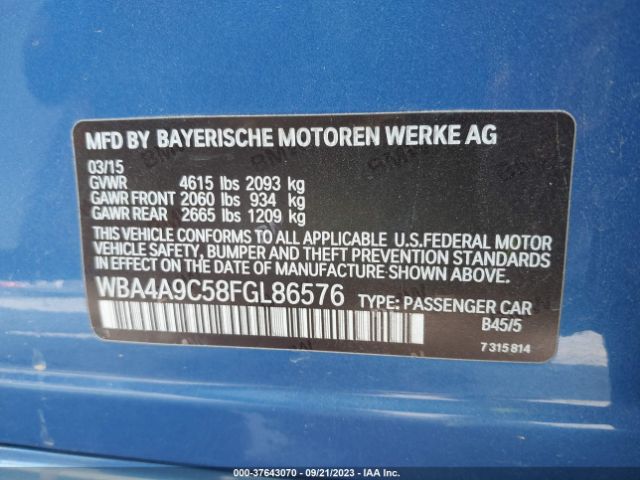 MFD BY BAYERISCHE MOTOREN WERKE AG
03/15
GVWR 4615 lbs 2093 kg
GAWR FRONT 2060 lbs 934 kg
GAWR REAR 2665 lbs 1209 kg
THIS VEHICLE CONFORMS TO ALL APPLICABLE U.S.FEDERAL MOTOR
VEHICLE SAFETY, BUMPER AND THEFT PREVENTION STANDARDS
IN EFFECT ON THE DATE OF MANUFACTURE SHOWN ABOVE.
WBA4A9C58FGL86576 TYPE: PASSENGER CAR
B45/5
7 315 814
000-37643070 - 09/21/2023 - IAA Inc.